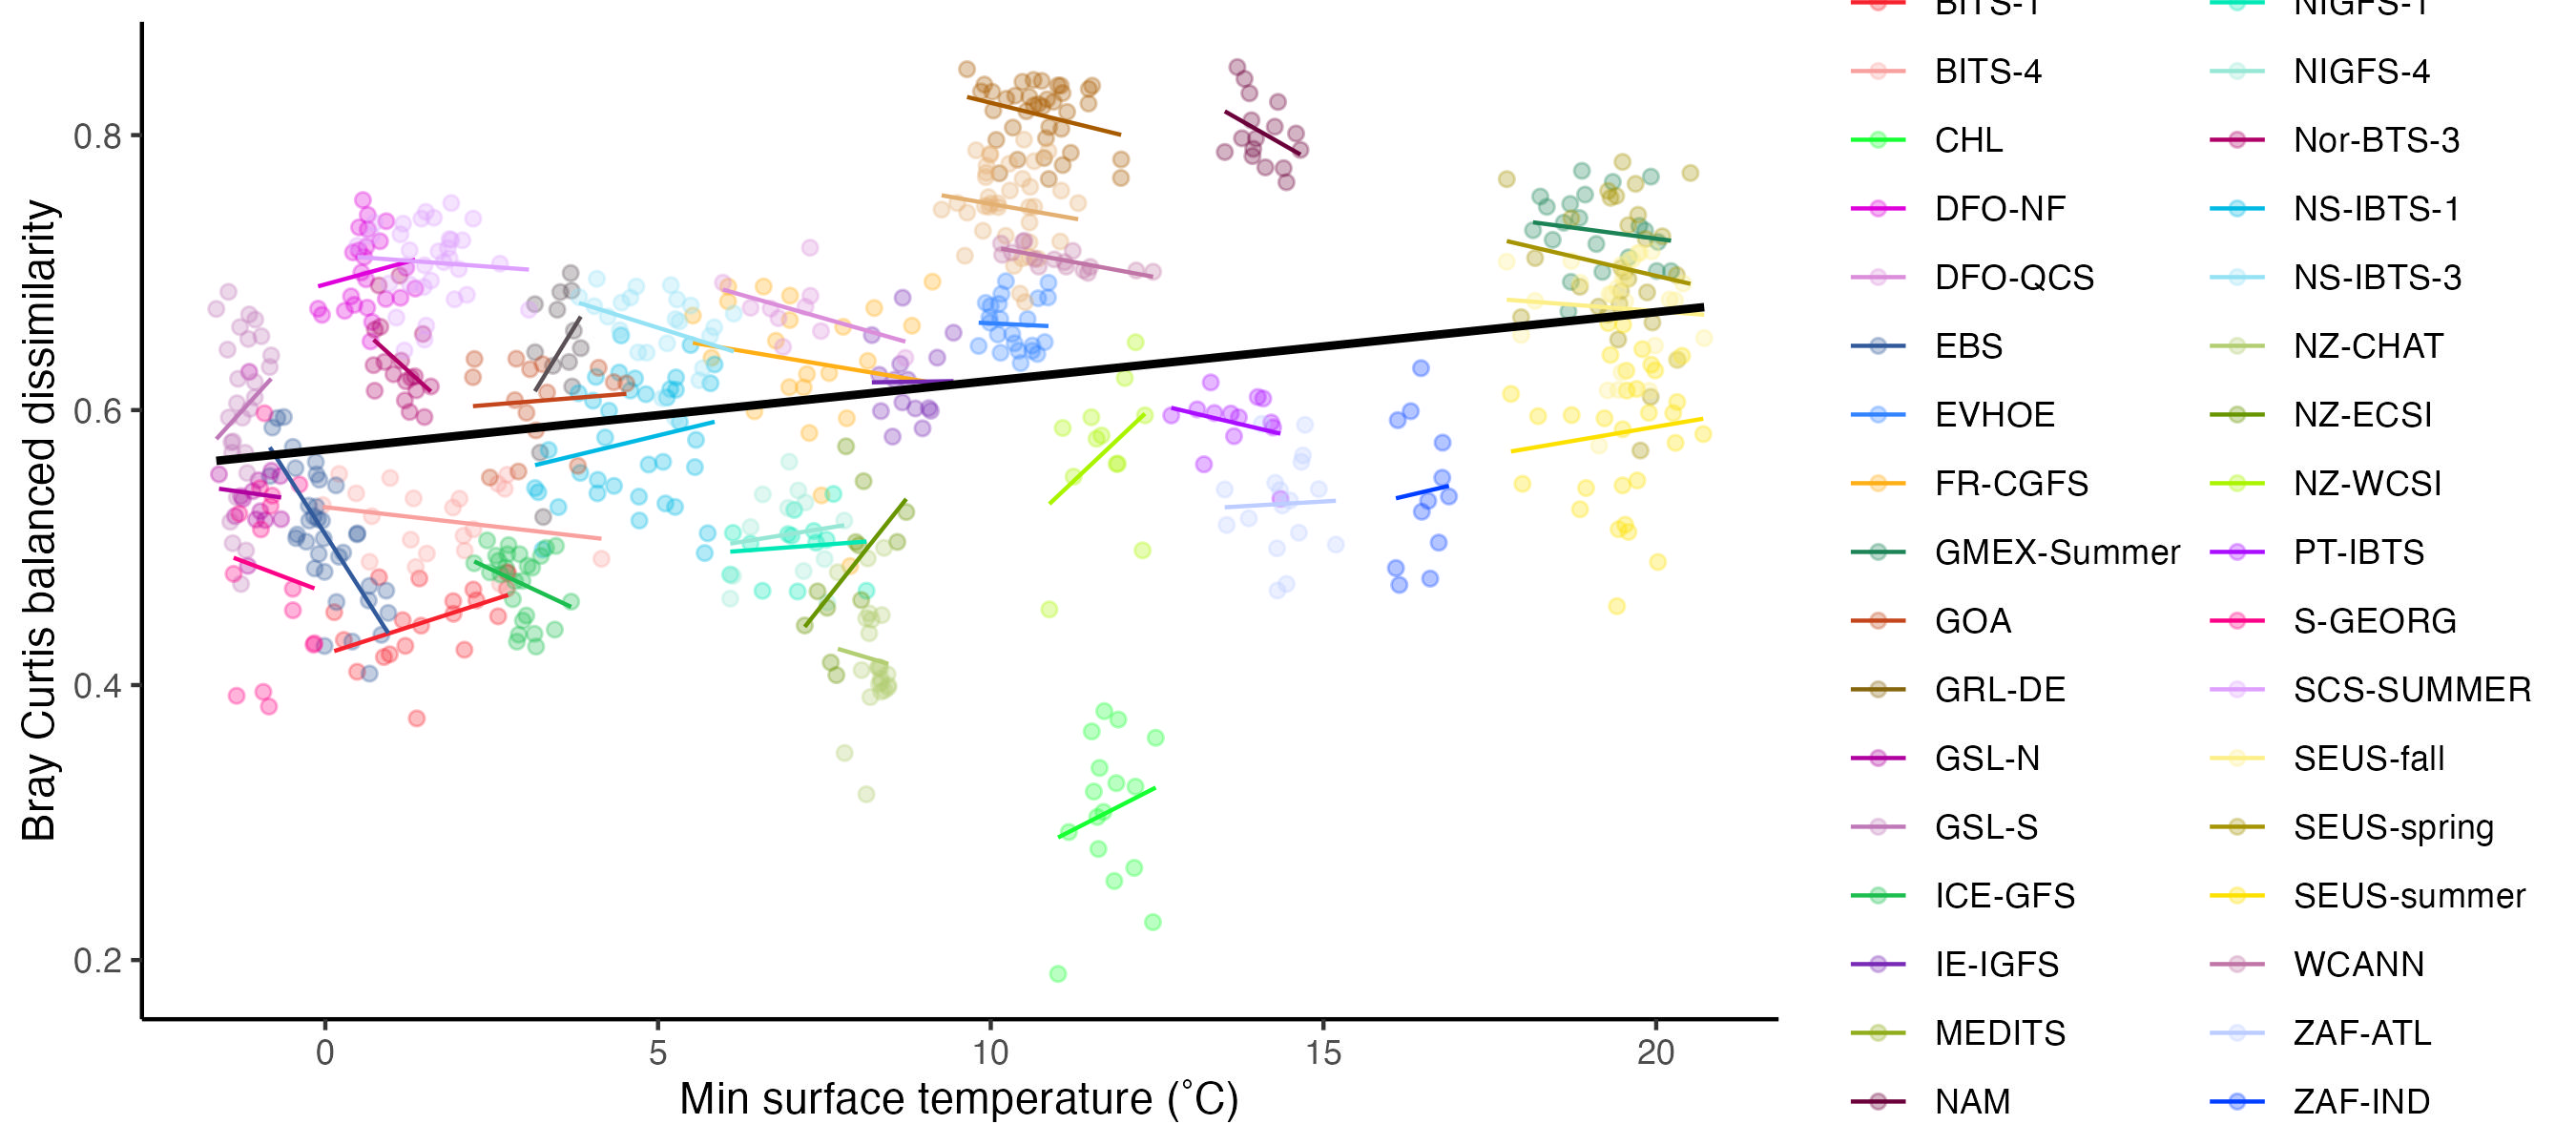 BITS-1
NIGFS-1
BITS-4
NIGFS-4
CHL
Nor-BTS-3
DFO-NF
NS-IBTS-1
DFO-QCS
NS-IBTS-3
EBS
NZ-CHAT
EVHOE
NZ-ECSI
FR-CGFS
NZ-WCSI
GMEX-Summer
PT-IBTS
GOA
S-GEORG
GRL-DE
SCS-SUMMER
GSL-N
SEUS-fall
GSL-S
SEUS-spring
ICE-GFS
SEUS-summer
IE-IGFS
WCANN
MEDITS
ZAF-ATL
NAM
ZAF-IND
Bray Curtis balanced dissimilarity
0.8
0.6
0.4
0.2
0
5
10
15
20
Min surface temperature (˚C)